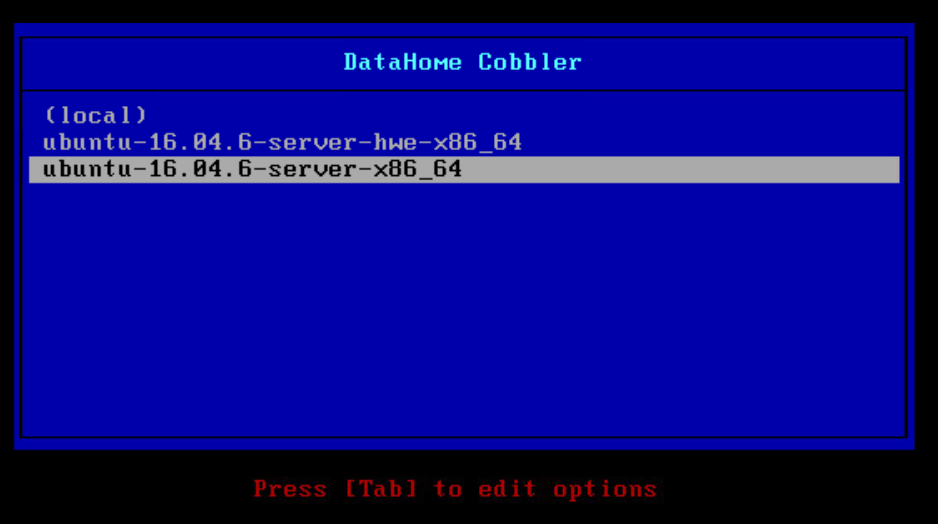 DataHome Cobbler
(local)
ubuntu-16.04.6-server-hwe-x86_64
ubuntu-16.04.6-server-x86_64
Press [Tab] to edit options